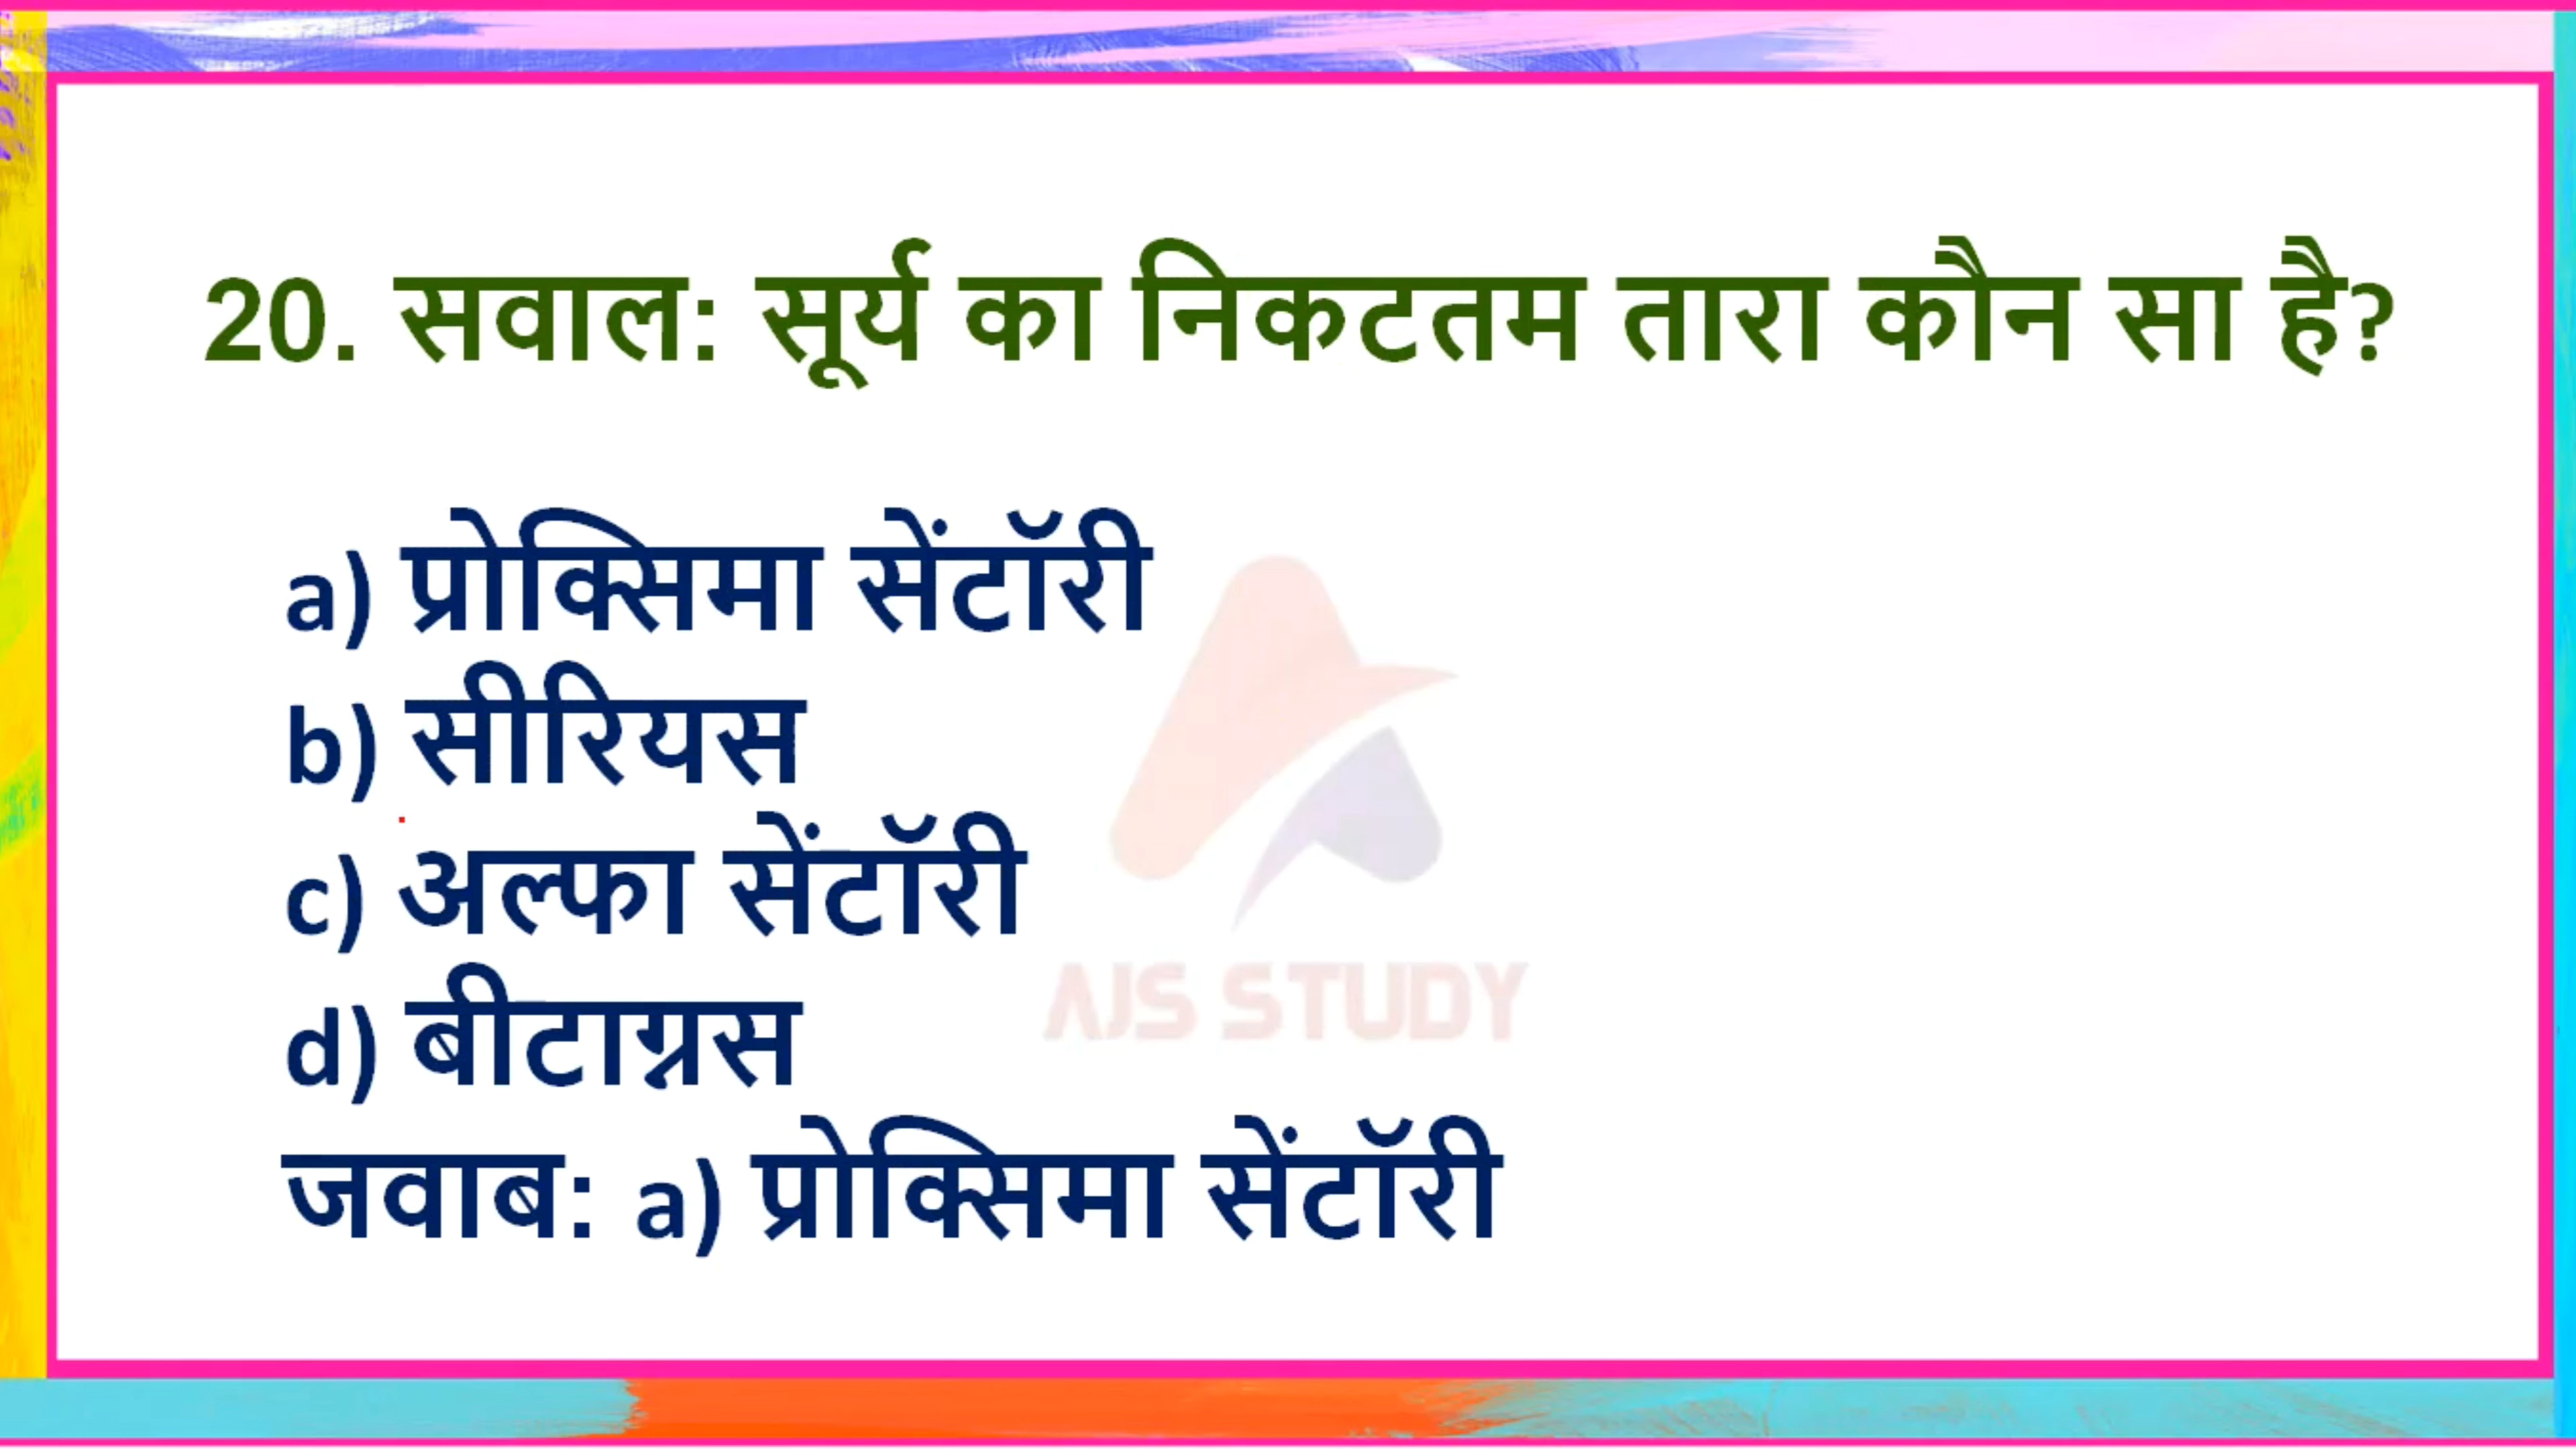 20. सवाल: सूर्य का निकटतम तारा कौन सा है?
a) प्रोक्सिमा सेंटॉरी
b) सीरियस
c) अल्फा सेंटॉरी
d) बीटाग्नस
जवाब: a) प्रोक्सिमा सेंटॉरी
AJS STUDY